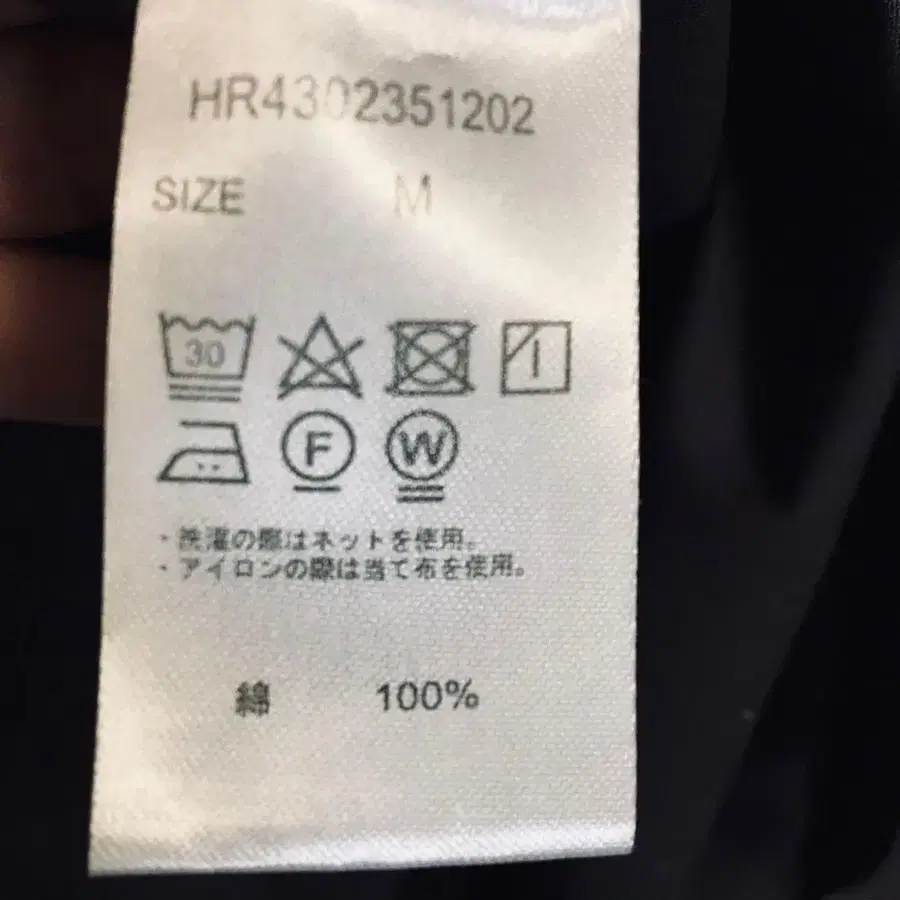 HR4302351202
SIZE M
30
F W
・洗濯の際はネットを使用。
・アイロンの際は当て布を使用。
綿 100%